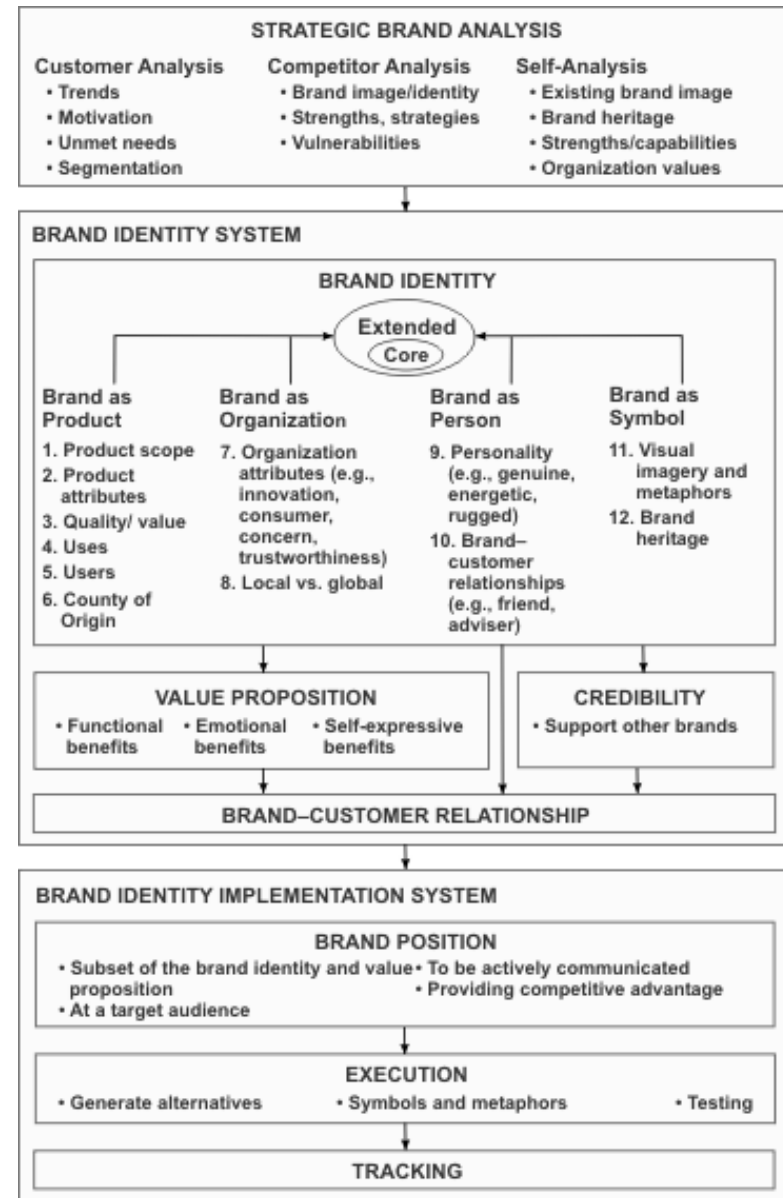 STRATEGIC BRAND ANALYSIS
Customer Analysis
• Trends
• Motivation
• Unmet needs
• Segmentation
Competitor Analysis
• Brand image/identity
• Strengths, strategies
• Vulnerabilities
Self-Analysis
• Existing brand image
• Brand heritage
• Strengths/capabilities
• Organization values
BRAND IDENTITY SYSTEM
BRAND IDENTITY
Extended
Core
Brand as
Product
1. Product scope
2. Product
attributes
3. Quality/ value
4. Uses
5. Users
6. County of
Origin
Brand as
Organization
7. Organization
attributes (e.g.,
innovation,
consumer,
concern,
trustworthiness)
8. Local vs. global
Brand as
Person
9. Personality
(e.g., genuine,
energetic,
rugged)
10. Brand–
customer
relationships
(e.g., friend,
adviser)
Brand as
Symbol
11. Visual
imagery and
metaphors
12. Brand
heritage
VALUE PROPOSITION
• Functional
benefits
• Emotional
benefits
• Self-expressive
benefits
CREDIBILITY
• Support other brands
BRAND–CUSTOMER RELATIONSHIP
BRAND IDENTITY IMPLEMENTATION SYSTEM
BRAND POSITION
• Subset of the brand identity and value
proposition
• At a target audience
• To be actively communicated
• Providing competitive advantage
EXECUTION
• Generate alternatives
• Symbols and metaphors
• Testing
TRACKING